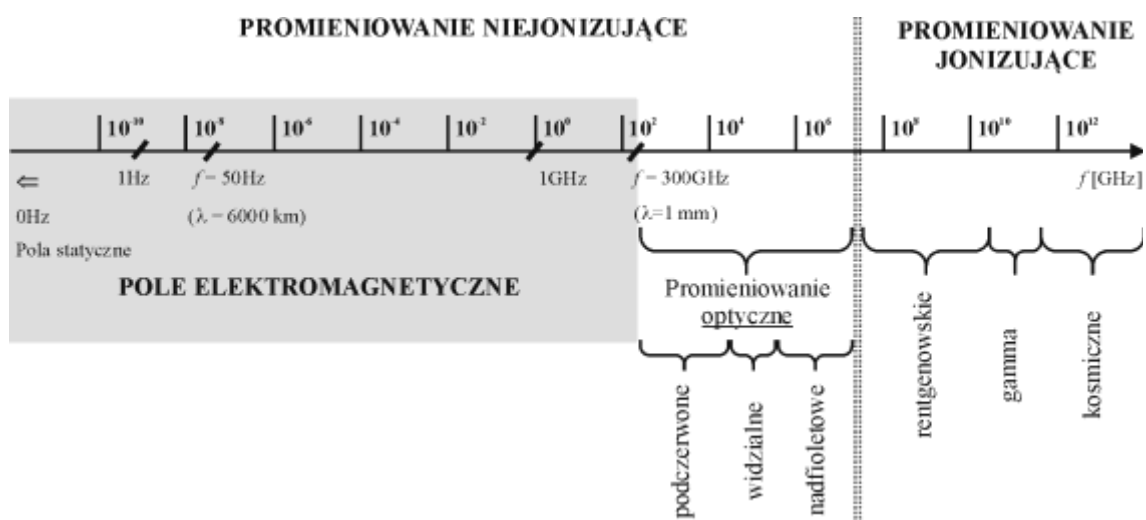 PROMIENIOWANIE NIEJONIZUJĄCE
PROMIENIOWANIE
JONIZUJĄCE
10⁻¹⁰ 10⁻⁸ 10⁻⁶ 10⁻⁴ 10⁻² 10⁰ 10² 10⁴ 10⁶ 10⁸ 10¹⁰ 10¹²
⇐ 1Hz f = 50Hz 1GHz f = 300GHz f [GHz]
0Hz (λ = 6000 km) (λ=1 mm)
Pola statyczne
POLE ELEKTROMAGNETYCZNE
Promieniowanie
optyczne
podczerwone
widzialne
nadfioletowe
rentgenowskie
gamma
kosmiczne